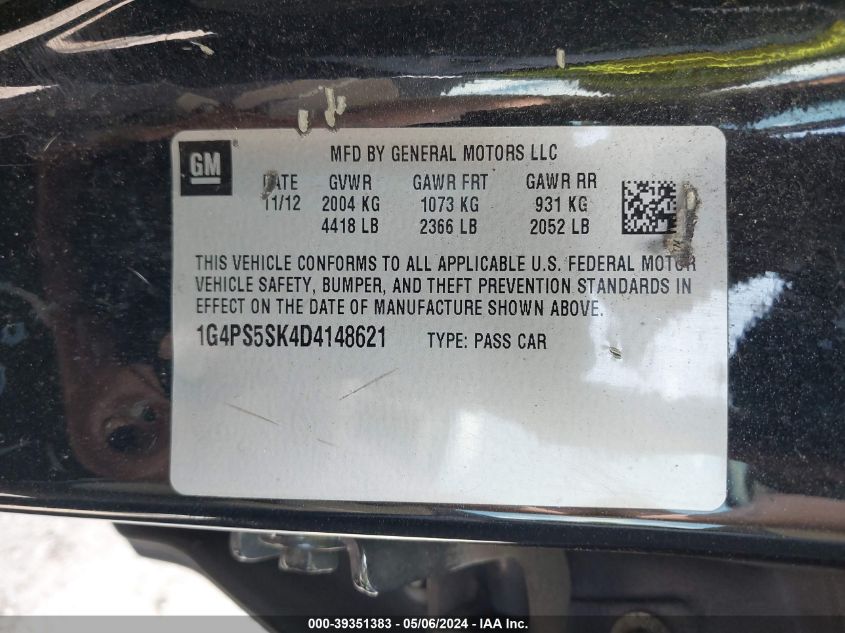 GM
MFD BY GENERAL MOTORS LLC
DATE GVWR GAWR FRT GAWR RR
11/12 2004 KG 1073 KG 931 KG
4418 LB 2366 LB 2052 LB
THIS VEHICLE CONFORMS TO ALL APPLICABLE U.S. FEDERAL MOTOR
VEHICLE SAFETY, BUMPER, AND THEFT PREVENTION STANDARDS IN
EFFECT ON THE DATE OF MANUFACTURE SHOWN ABOVE.
1G4PS5SK4D4148621 TYPE: PASS CAR
000-39351383 - 05/06/2024 - IAA Inc.